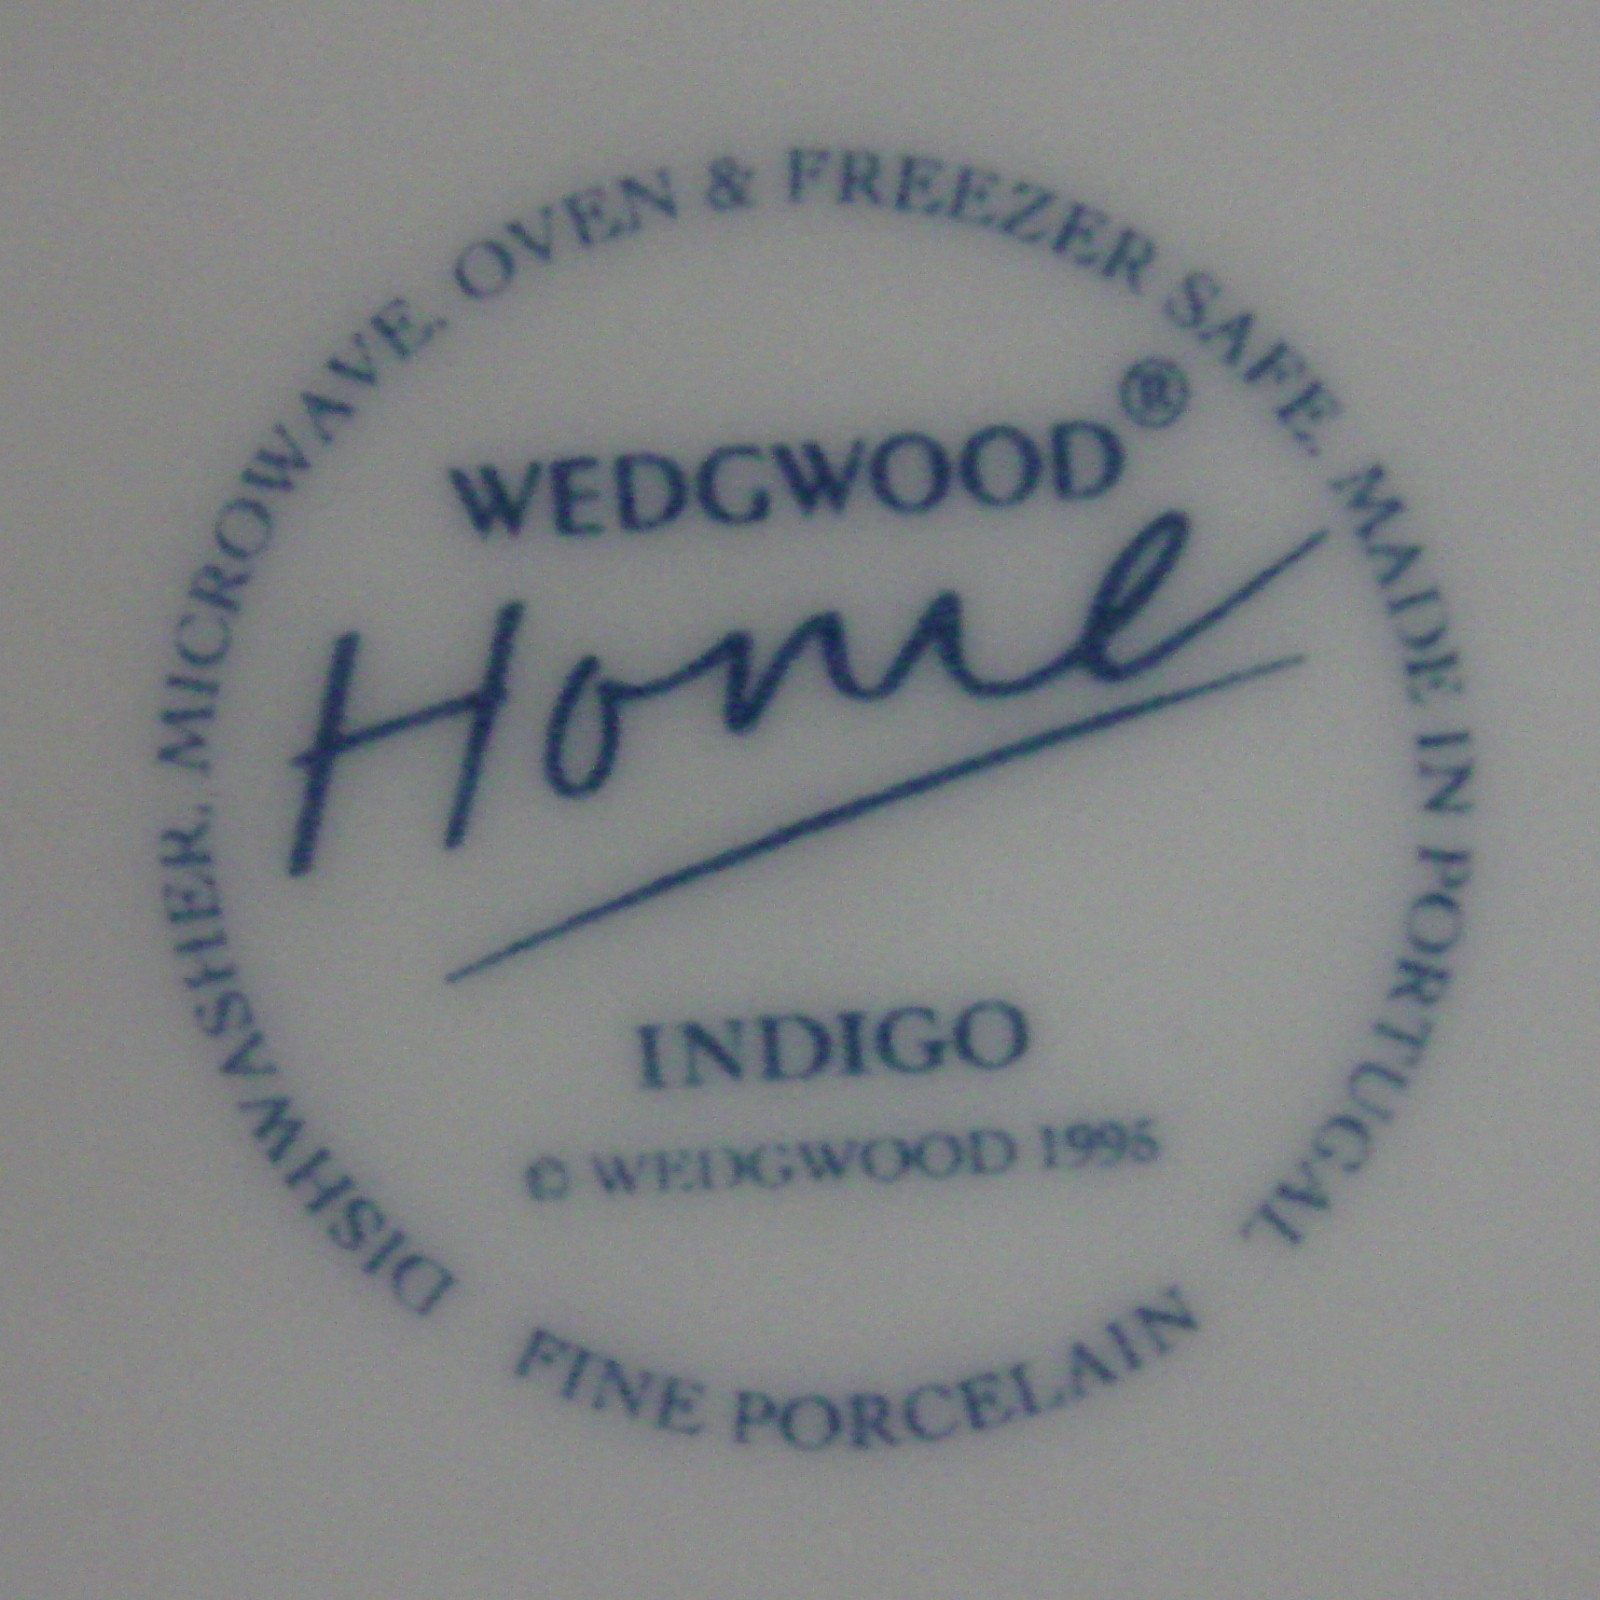 DISHWASHER, MICROWAVE, OVEN & FREEZER SAFE. MADE IN PORTUGAL
WEDGWOOD®
Home
INDIGO
© WEDGWOOD 1996
FINE PORCELAIN